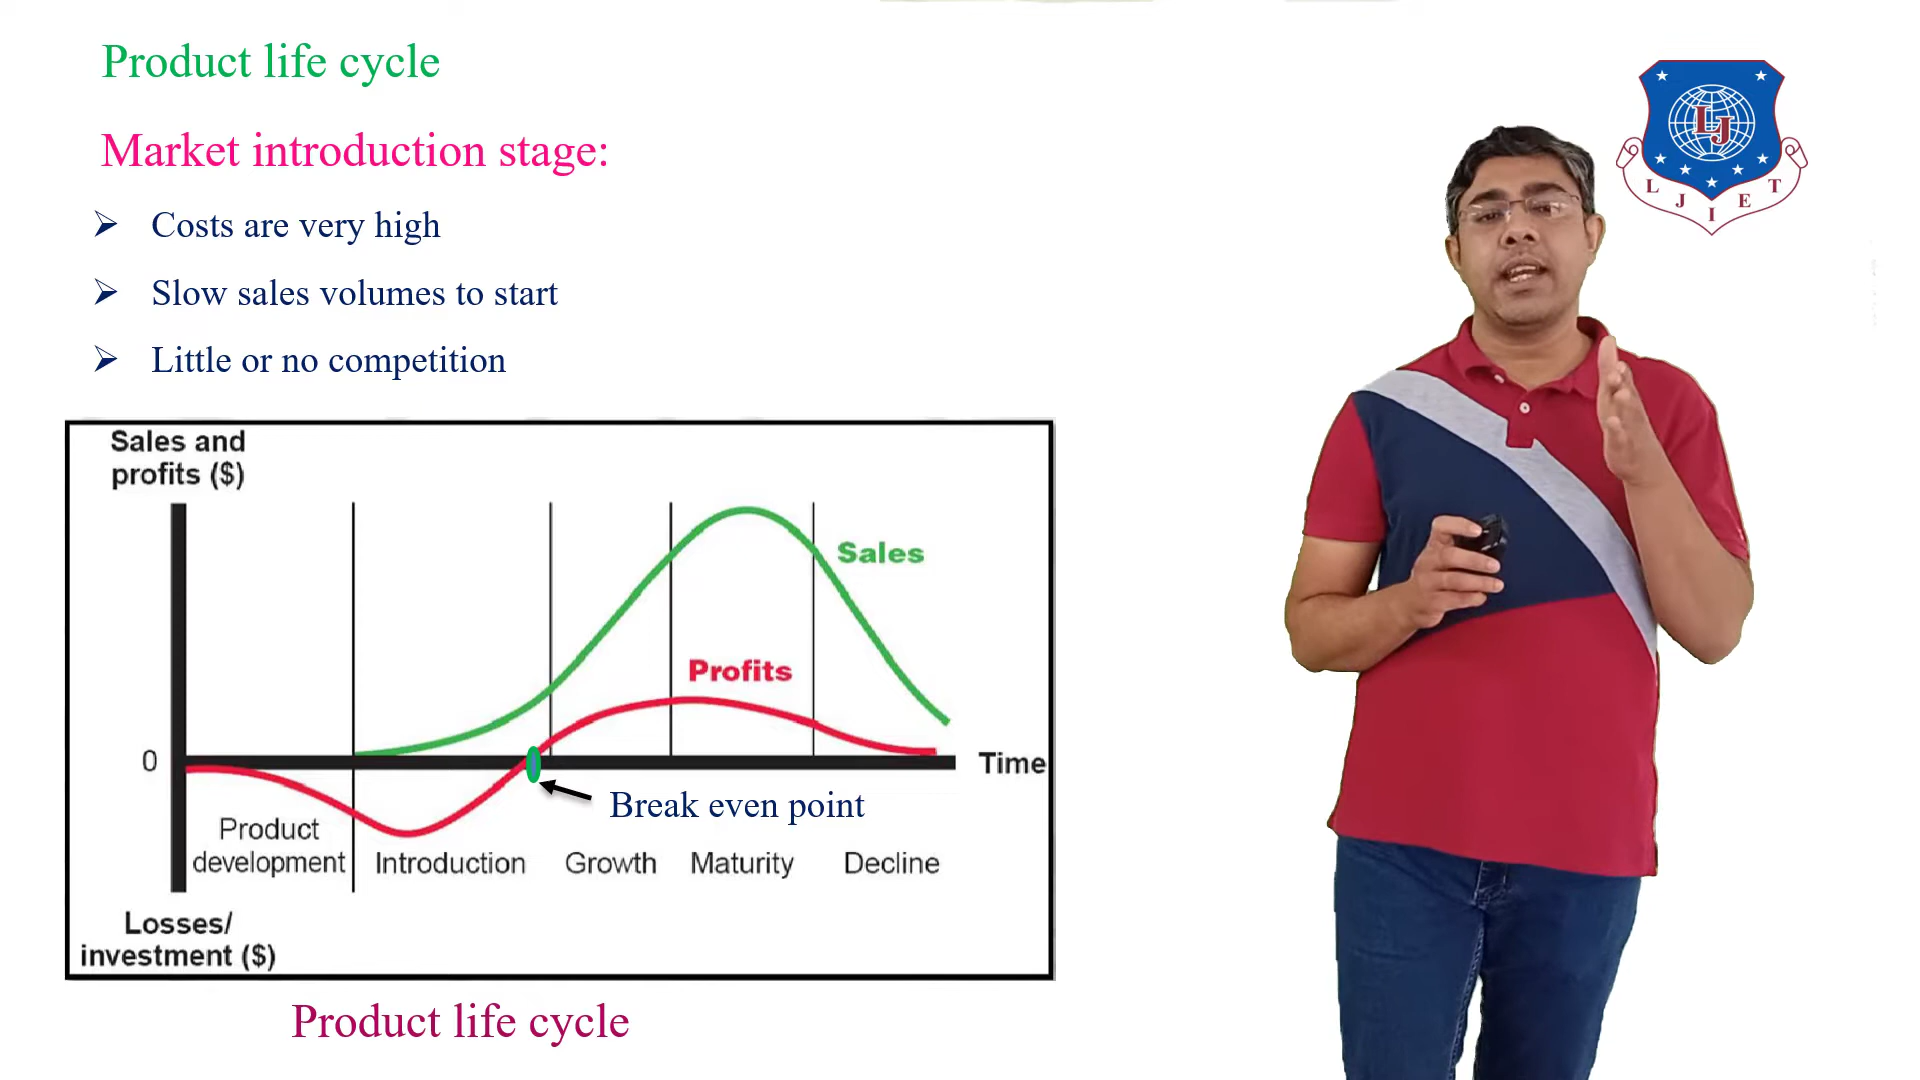 Product life cycle
Market introduction stage:
➢ Costs are very high
➢ Slow sales volumes to start
➢ Little or no competition
Sales and
profits ($)
Sales
Profits
0
Time
Break even point
Product
development
Introduction
Growth
Maturity
Decline
Losses/
investment ($)
Product life cycle
LJ
L J I E T